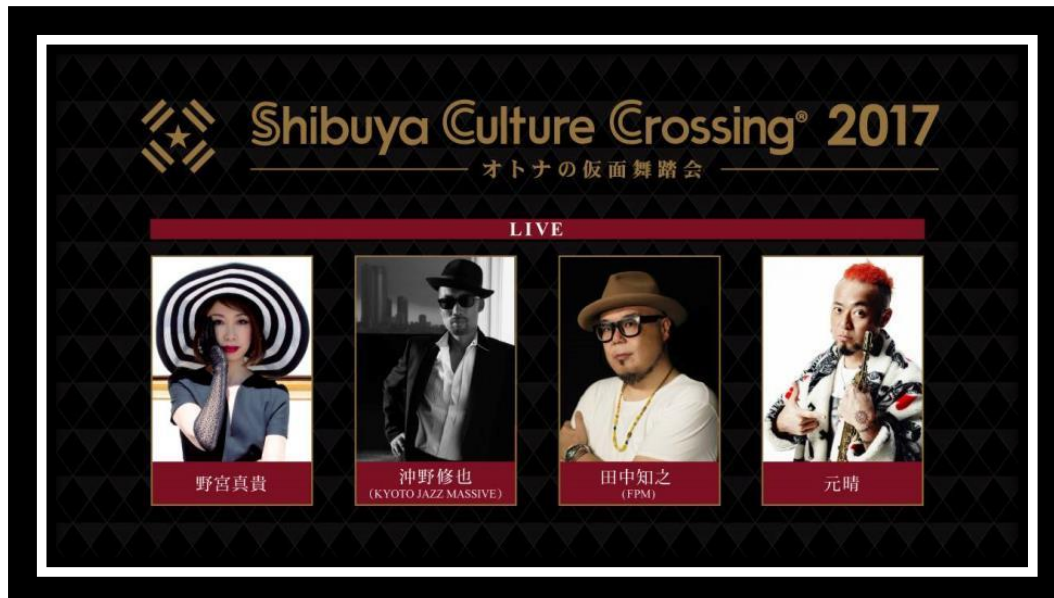 Shibuya Culture Crossing® 2017
オトナの仮面舞踏会
LIVE
野宮真貴
沖野修也
(KYOTO JAZZ MASSIVE)
田中知之
(FPM)
元晴